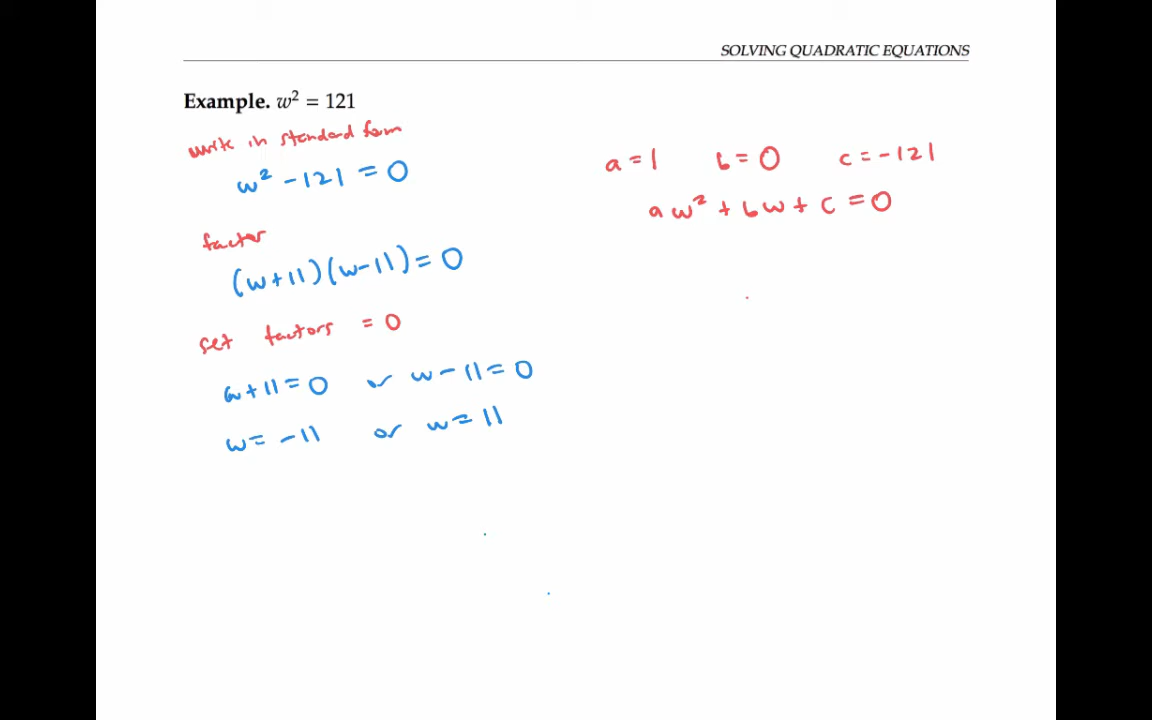 SOLVING QUADRATIC EQUATIONS
Example. w² = 121
write in standard form
w² - 121 = 0
a = 1 b = 0 c = -121
aw² + bw + c = 0
factor
(w+11)(w-11) = 0
set factors = 0
w+11 = 0 or w-11 = 0
w = -11 or w = 11